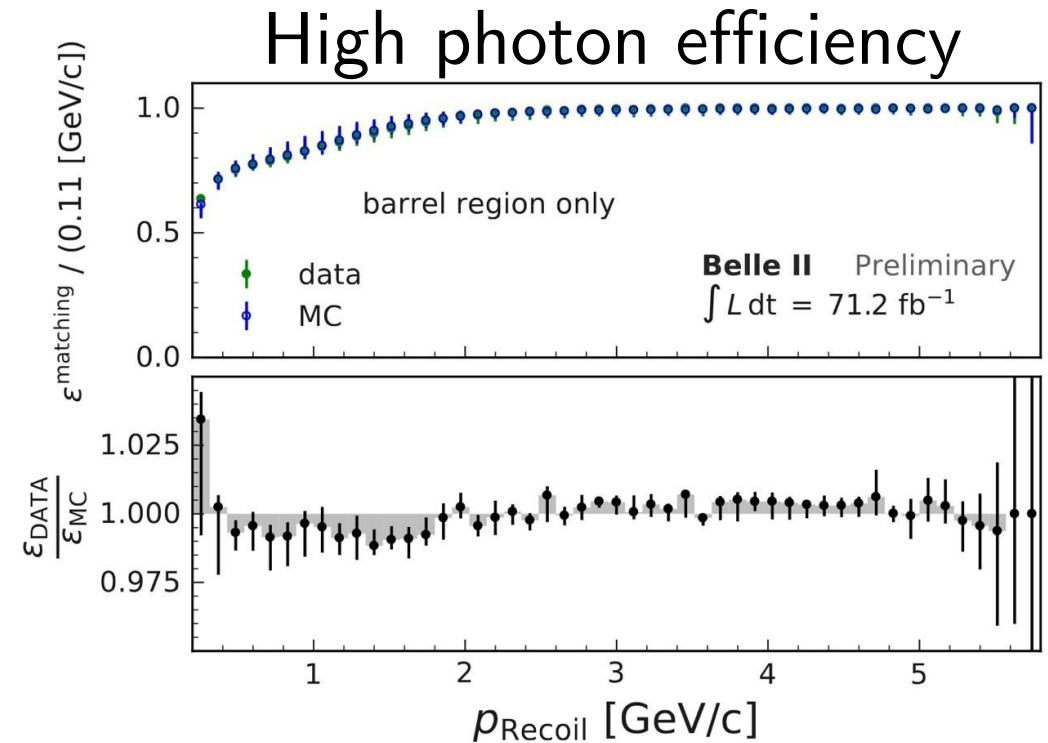 High photon efficiency
ε^matching / (0.11 [GeV/c])
1.0
0.5
0.0
barrel region only
data
MC
Belle II Preliminary
∫ L dt = 71.2 fb⁻¹
ε_DATA
ε_MC
1.025
1.000
0.975
1 2 3 4 5
p_Recoil [GeV/c]